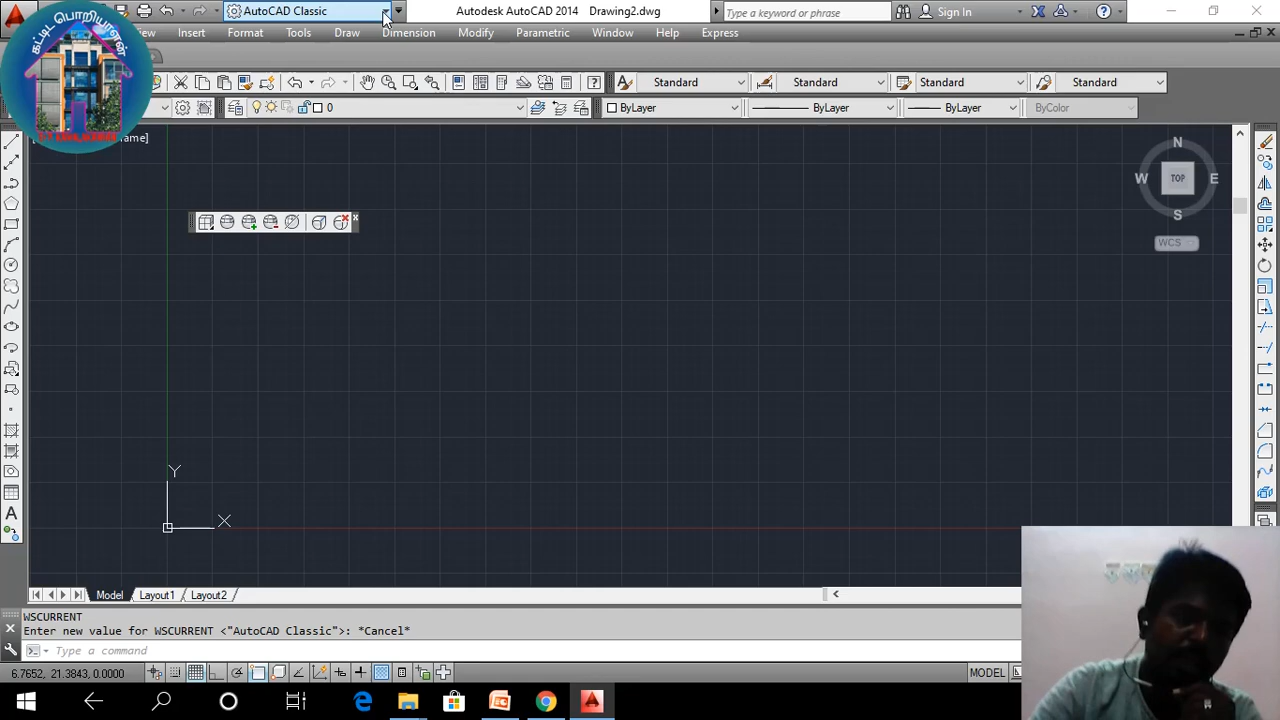 கட்டிட பொறியாளன்
AutoCAD Classic
Autodesk AutoCAD 2014 Drawing2.dwg
Type a keyword or phrase
Sign In
Insert Format Tools Draw Dimension Modify Parametric Window Help Express
Standard Standard Standard Standard
0 ByLayer ByLayer ByLayer ByColor
N
W TOP E
S
WCS
Y
X
Model Layout1 Layout2
WSCURRENT
Enter new value for WSCURRENT <"AutoCAD Classic">: *Cancel*
Type a command
6.7652, 21.3843, 0.0000
MODEL